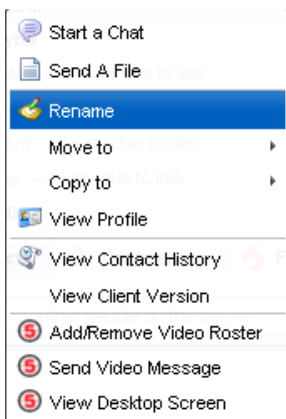 Start a Chat
Send A File
Rename
Move to
Copy to
View Profile
View Contact History
View Client Version
Add/Remove Video Roster
Send Video Message
View Desktop Screen